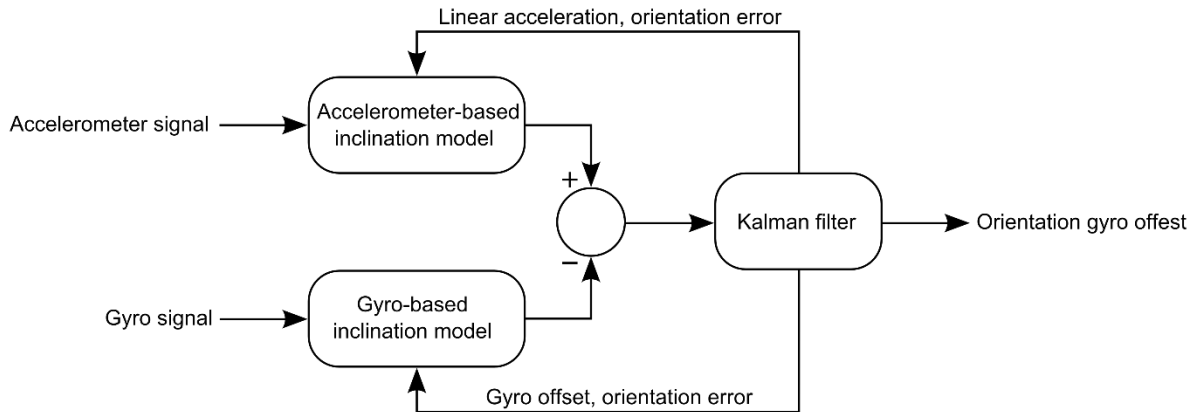 Linear acceleration, orientation error
Accelerometer signal
Accelerometer-based
inclination model
+
Kalman filter
Orientation gyro offest
−
Gyro signal
Gyro-based
inclination model
Gyro offset, orientation error